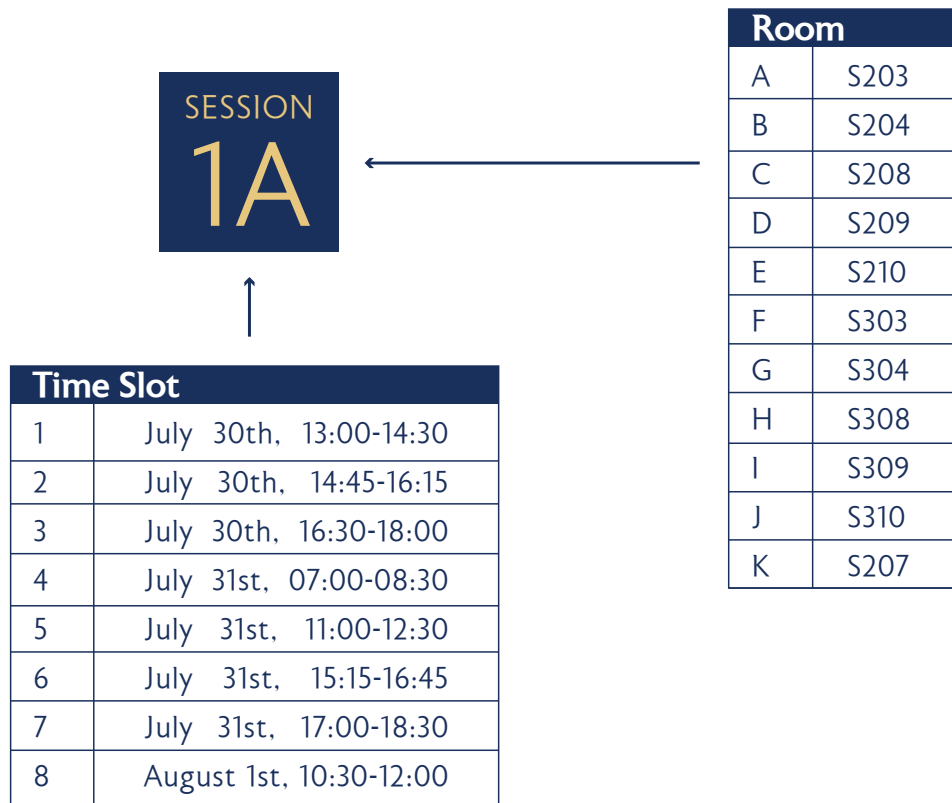 SESSION
1A
Room
A S203
B S204
C S208
D S209
E S210
F S303
G S304
H S308
I S309
J S310
K S207
Time Slot
1 July 30th, 13:00-14:30
2 July 30th, 14:45-16:15
3 July 30th, 16:30-18:00
4 July 31st, 07:00-08:30
5 July 31st, 11:00-12:30
6 July 31st, 15:15-16:45
7 July 31st, 17:00-18:30
8 August 1st, 10:30-12:00